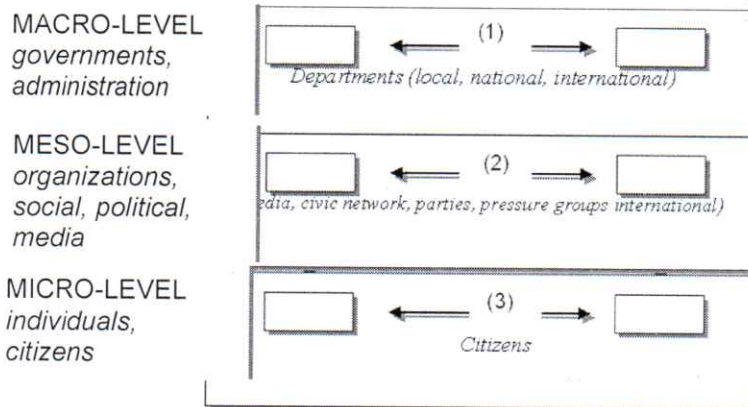 MACRO-LEVEL
governments,
administration
(1)
Departments (local, national, international)
MESO-LEVEL
organizations,
social, political,
media
(2)
edia, civic network, parties, pressure groups international)
MICRO-LEVEL
individuals,
citizens
(3)
Citizens